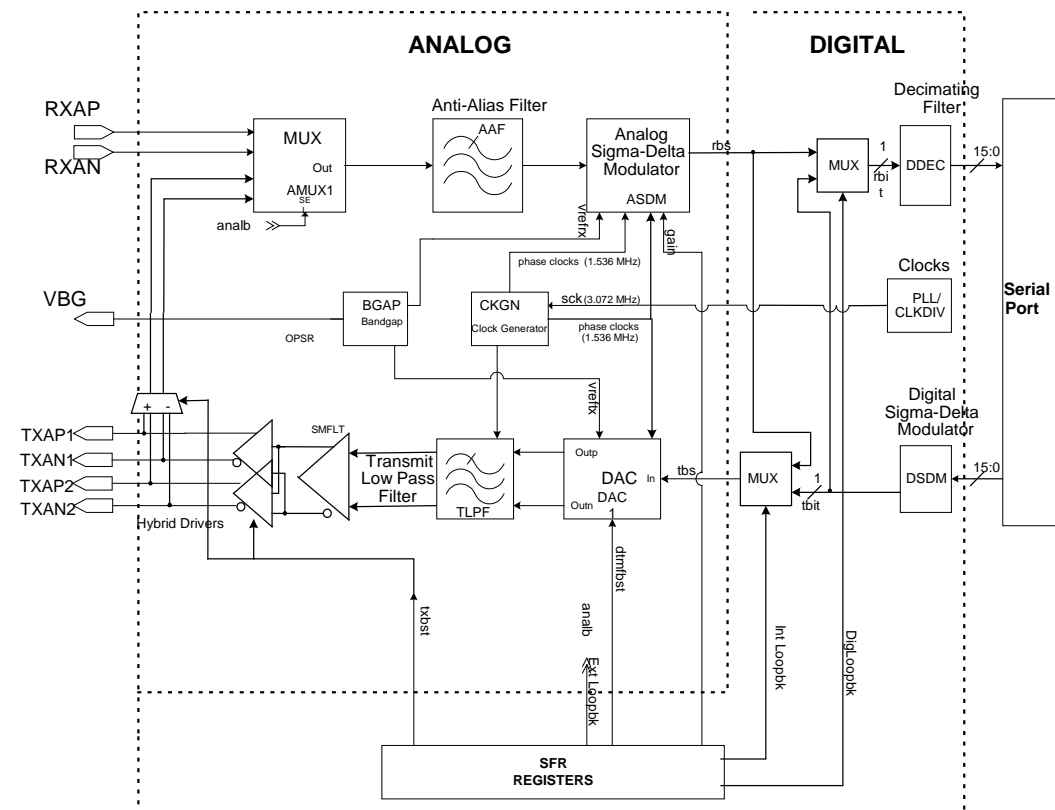 ANALOG
DIGITAL
RXAP
RXAN
MUX
Out
AMUX1
SE
analb
Anti-Alias Filter
AAF
Analog
Sigma-Delta
Modulator
ASDM
rbs
MUX
1
rbi
t
Decimating
Filter
DDEC
15:0
vrefrx
gain
phase clocks (1.536 MHz)
VBG
BGAP
Bandgap
OPSR
CKGN
Clock Generator
sck (3.072 MHz)
phase clocks
(1.536 MHz)
Clocks
PLL/
CLKDIV
Serial
Port
vreftx
+ -
TXAP1
TXAN1
TXAP2
TXAN2
Hybrid Drivers
SMFLT
Transmit
Low Pass
Filter
TLPF
Outp
Outn
DAC
In
DAC
1
tbs
MUX
1
tbit
Digital
Sigma-Delta
Modulator
DSDM
15:0
txbst
analb
Ext Loopbk
dtmfbst
Int Loopbk
DigLoopbk
SFR
REGISTERS